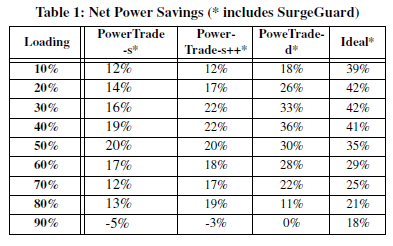 Table 1: Net Power Savings (* includes SurgeGuard)
Loading PowerTrade -s* Power- Trade-s++* PoweTrade- d* Ideal*
10% 12% 12% 18% 39%
20% 14% 17% 26% 42%
30% 16% 22% 33% 42%
40% 19% 22% 36% 41%
50% 20% 20% 30% 35%
60% 17% 18% 28% 29%
70% 12% 17% 22% 25%
80% 13% 19% 11% 21%
90% -5% -3% 0% 18%